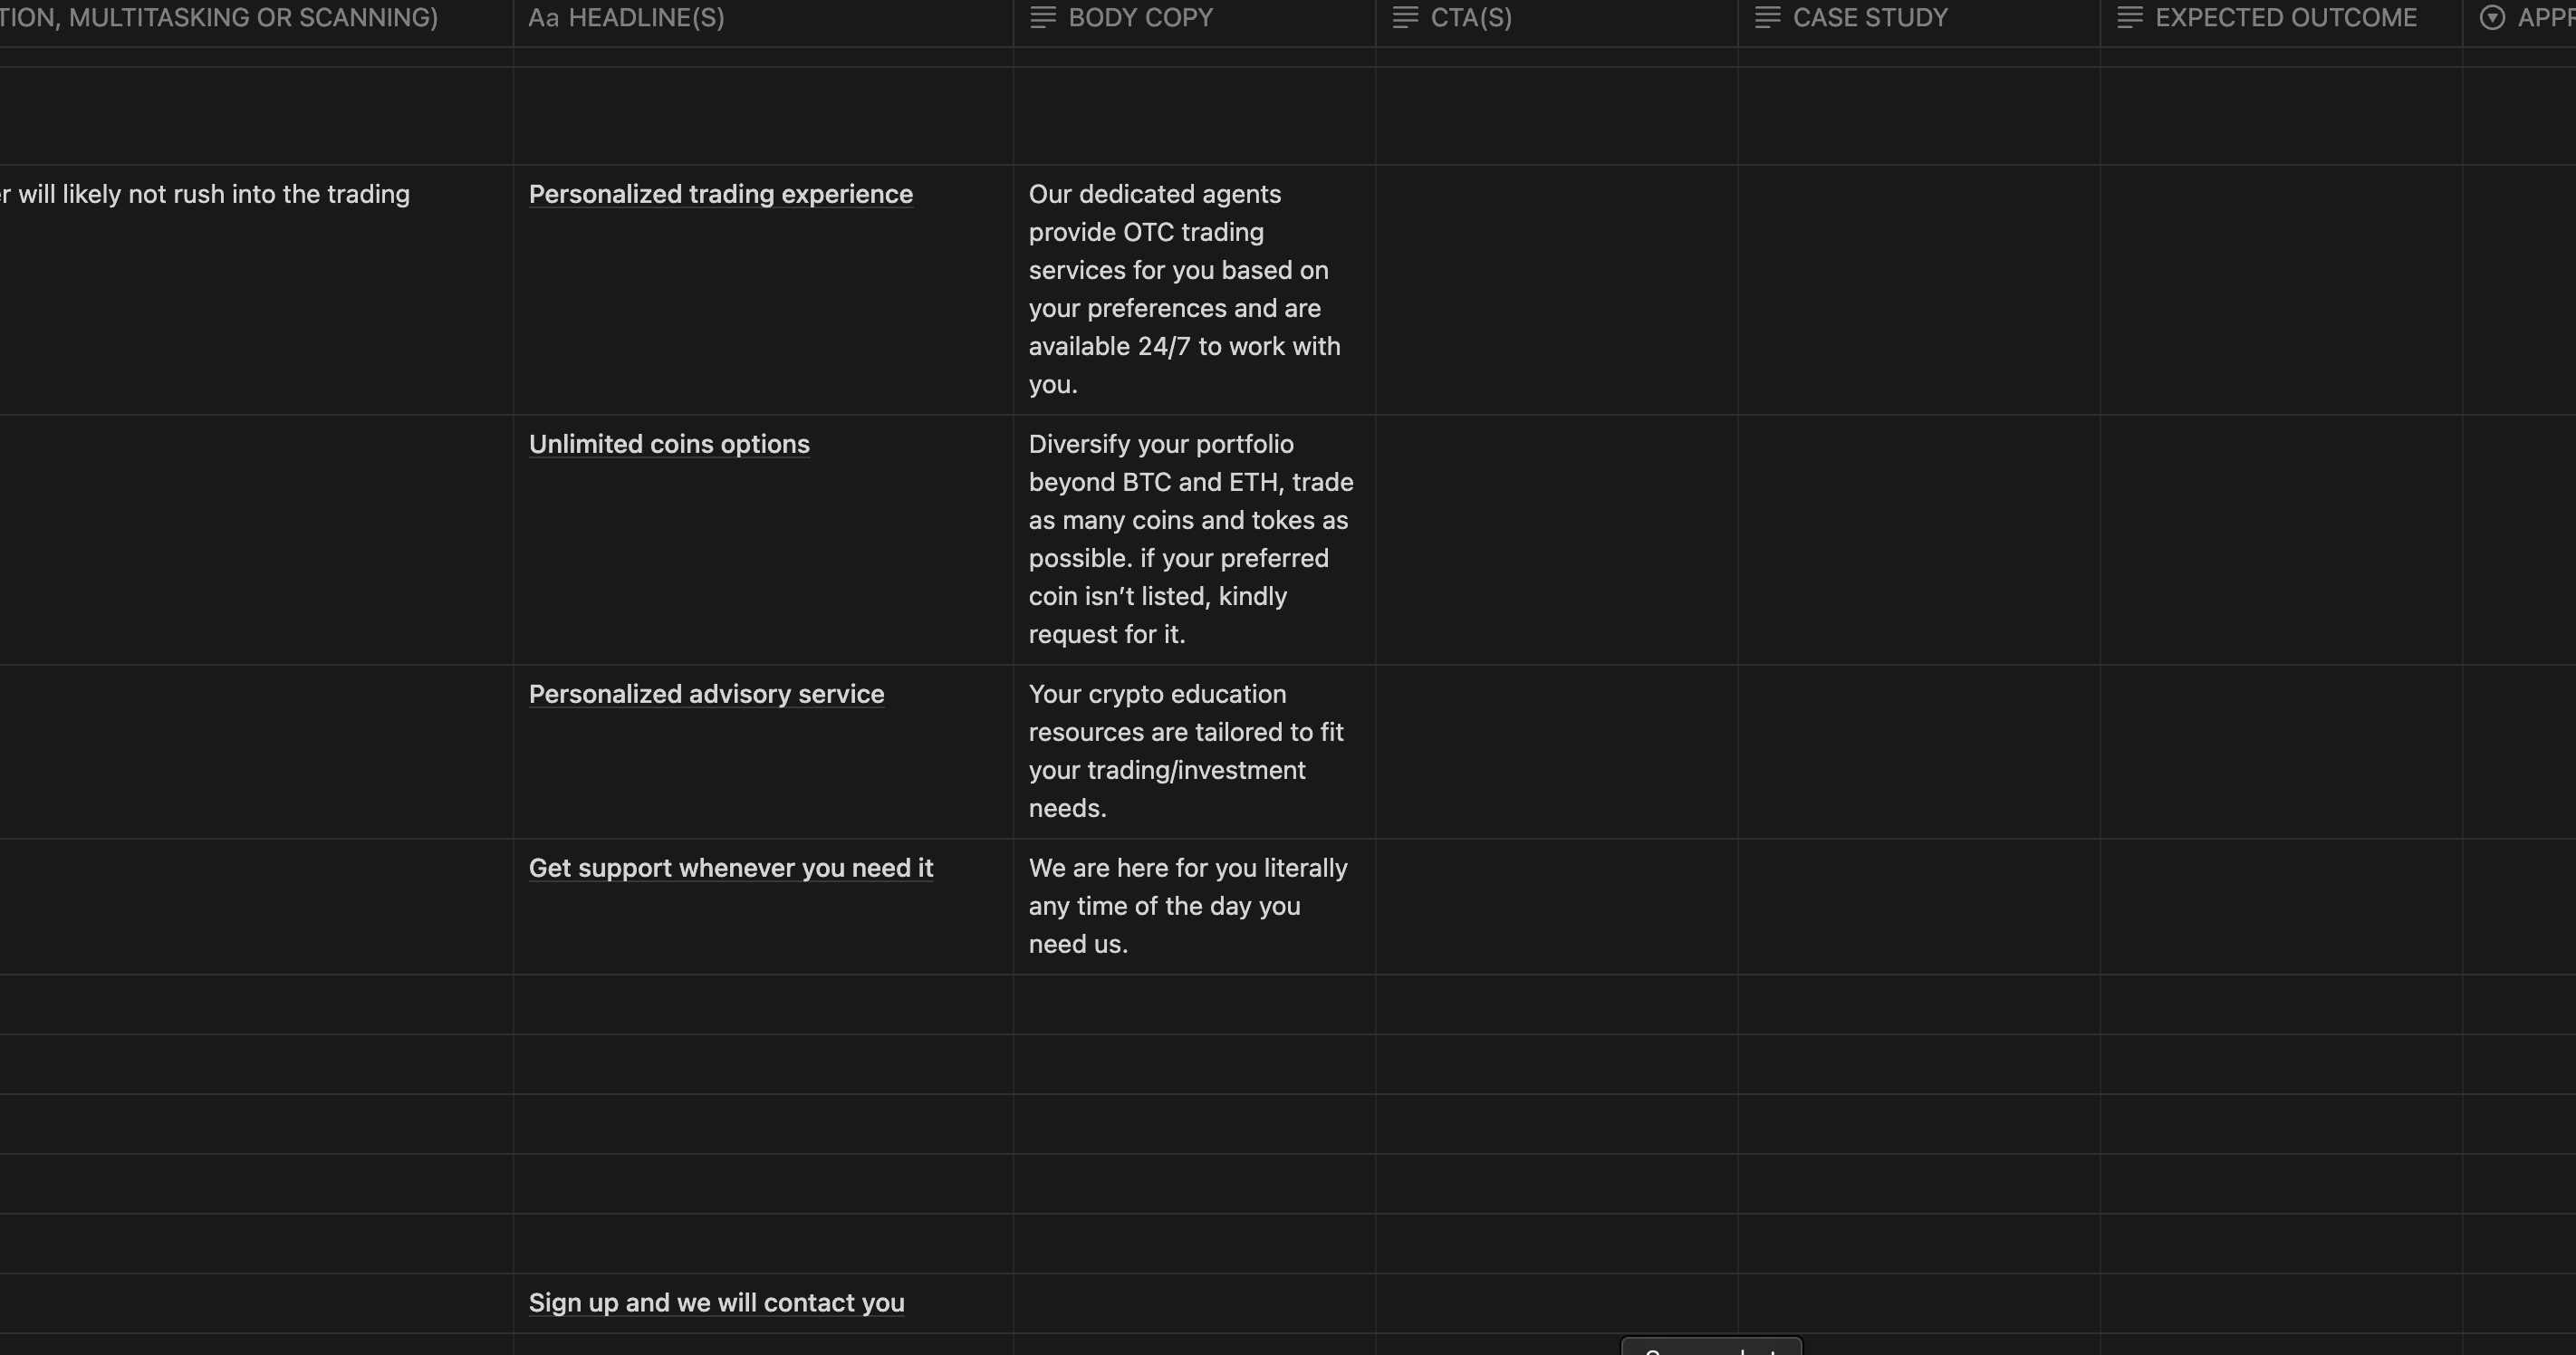 TION, MULTITASKING OR SCANNING)
Aa HEADLINE(S)
BODY COPY
CTA(S)
CASE STUDY
EXPECTED OUTCOME
will likely not rush into the trading
Personalized trading experience
Our dedicated agents
provide OTC trading
services for you based on
your preferences and are
available 24/7 to work with
you.
Unlimited coins options
Diversify your portfolio
beyond BTC and ETH, trade
as many coins and tokes as
possible. if your preferred
coin isn’t listed, kindly
request for it.
Personalized advisory service
Your crypto education
resources are tailored to fit
your trading/investment
needs.
Get support whenever you need it
We are here for you literally
any time of the day you
need us.
Sign up and we will contact you